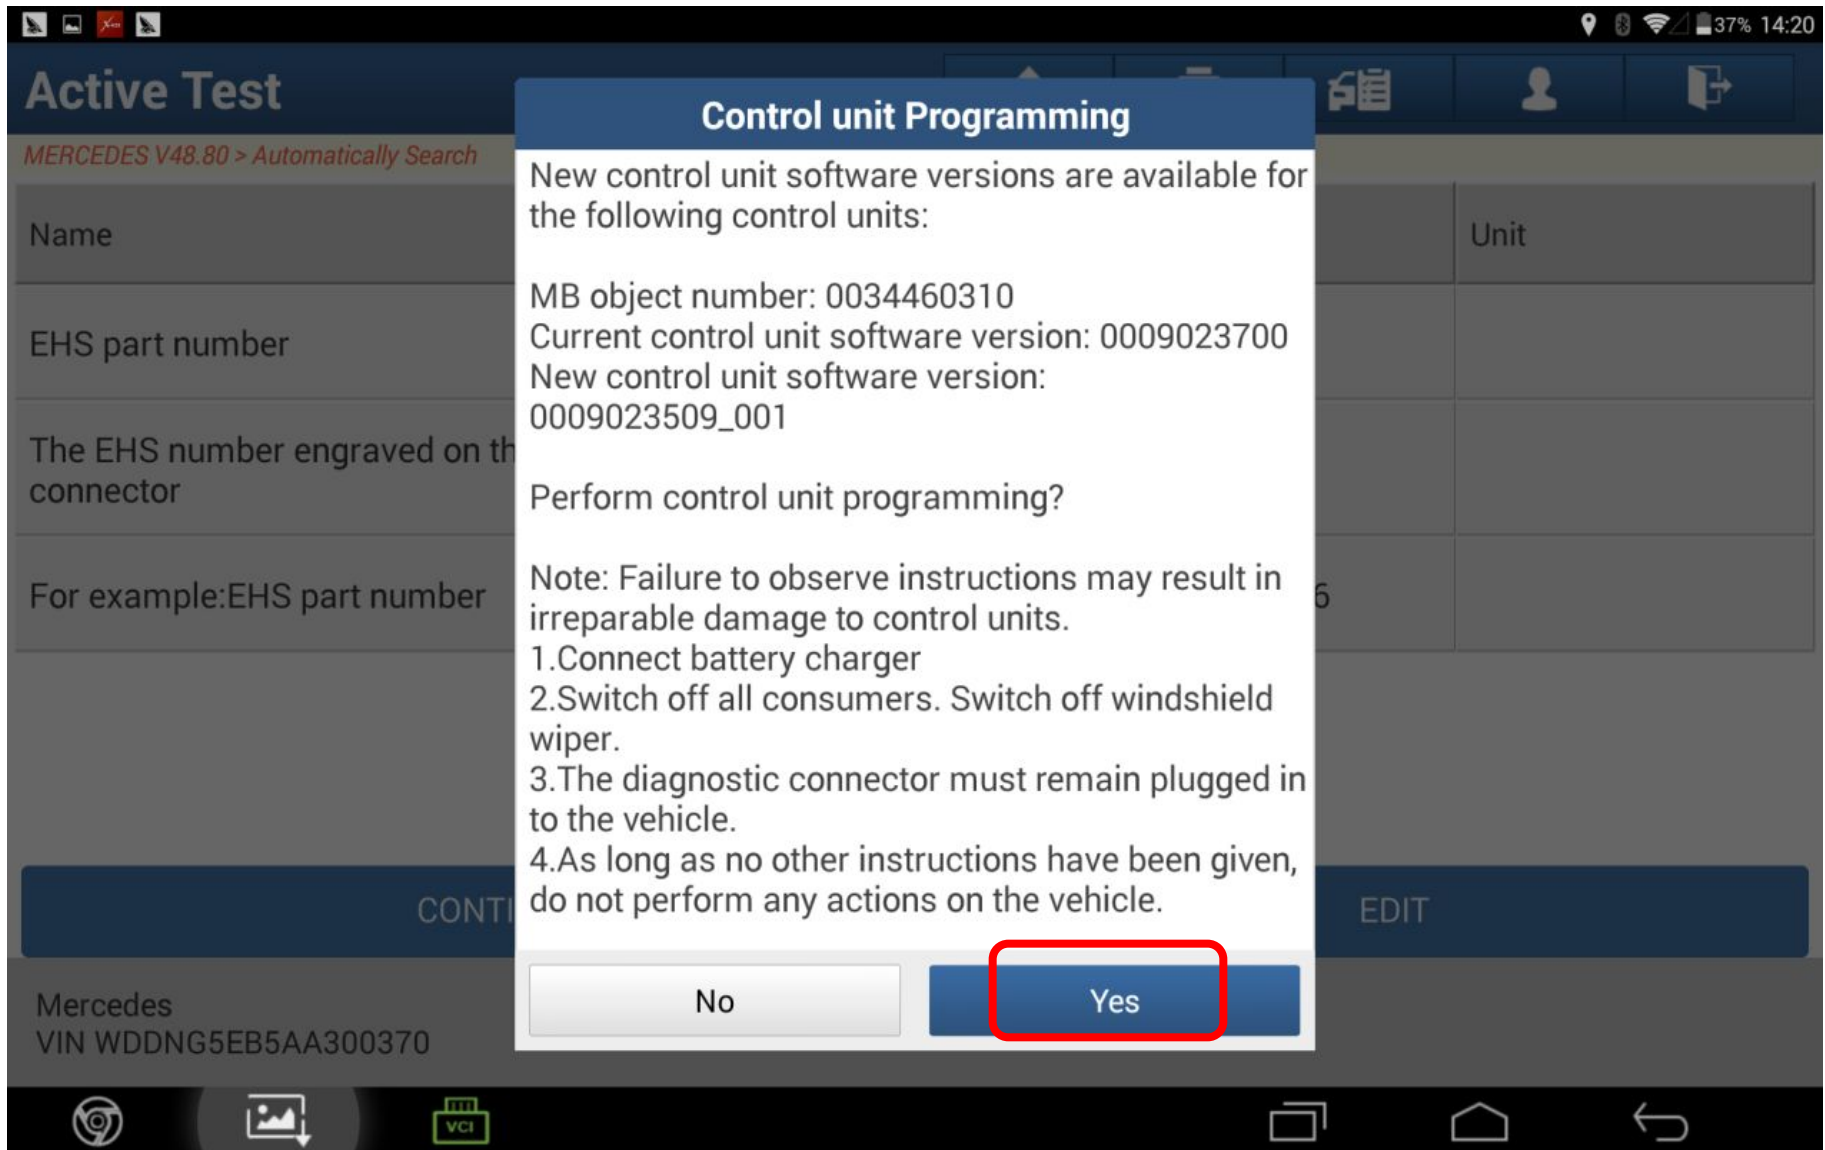 37% 14:20
Active Test
Control unit Programming
MERCEDES V48.80 > Automatically Search
New control unit software versions are available for
the following control units:
Name
Unit
MB object number: 0034460310
EHS part number
Current control unit software version: 0009023700
New control unit software version:
0009023509_001
The EHS number engraved on th
connector
Perform control unit programming?
Note: Failure to observe instructions may result in
For example:EHS part number
6
irreparable damage to control units.
1.Connect battery charger
2.Switch off all consumers. Switch off windshield
wiper.
3.The diagnostic connector must remain plugged in
to the vehicle.
4.As long as no other instructions have been given,
do not perform any actions on the vehicle.
CONTI
EDIT
No
Yes
Mercedes
VIN WDDNG5EB5AA300370
VCI